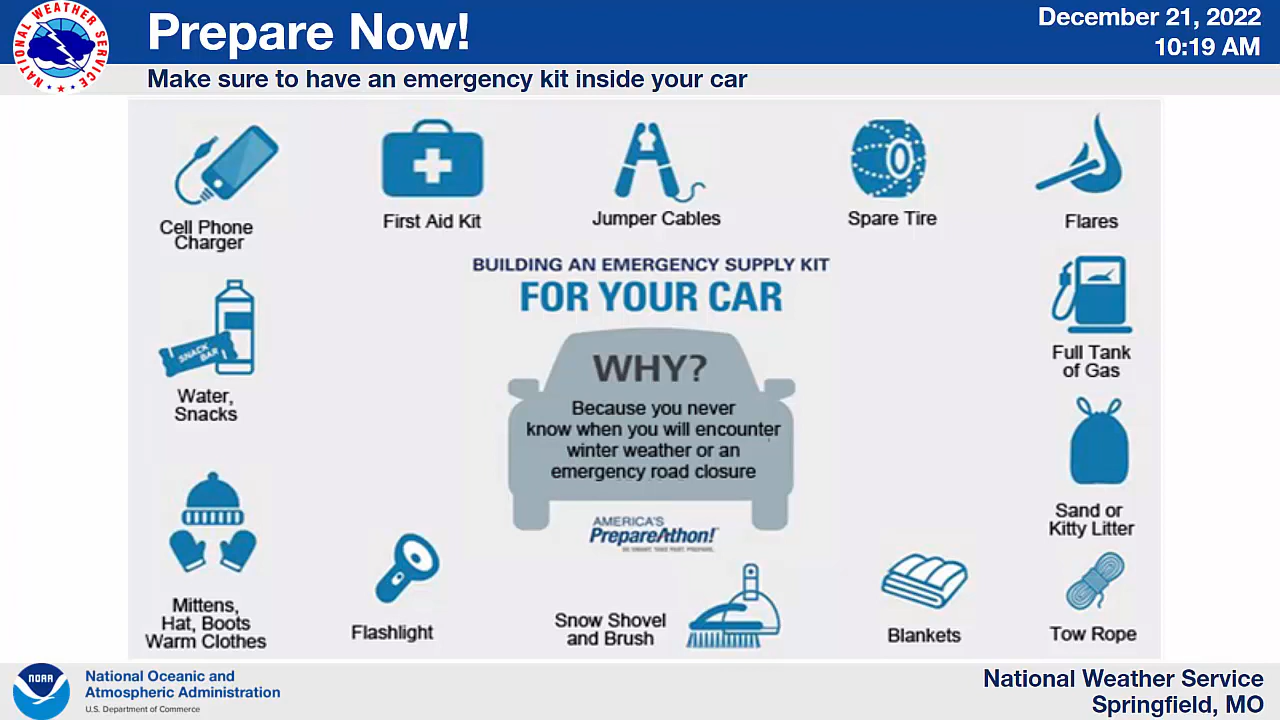 NATIONAL WEATHER SERVICE
Prepare Now!
December 21, 2022
10:19 AM
Make sure to have an emergency kit inside your car
Cell Phone
Charger
First Aid Kit
Jumper Cables
Spare Tire
Flares
BUILDING AN EMERGENCY SUPPLY KIT
FOR YOUR CAR
SNACK
BAR
Water,
Snacks
WHY?
Because you never
know when you will encounter
winter weather or an
emergency road closure
Full Tank
of Gas
Sand or
Kitty Litter
AMERICA'S
PrepareAthon!
BE SMART. TAKE PART. PREPARE.
Mittens,
Hat, Boots
Warm Clothes
Flashlight
Snow Shovel
and Brush
Blankets
Tow Rope
NOAA
National Oceanic and
Atmospheric Administration
U.S. Department of Commerce
National Weather Service
Springfield, MO